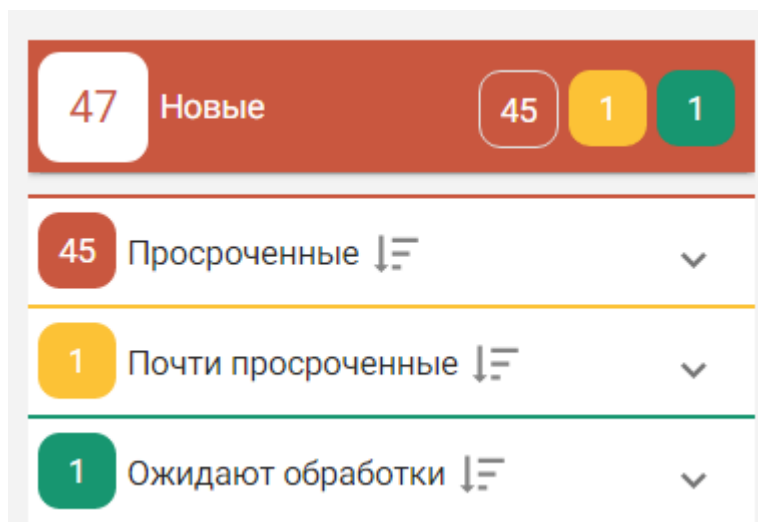 47 Новые 45 1 1
45 Просроченные
1 Почти просроченные
1 Ожидают обработки